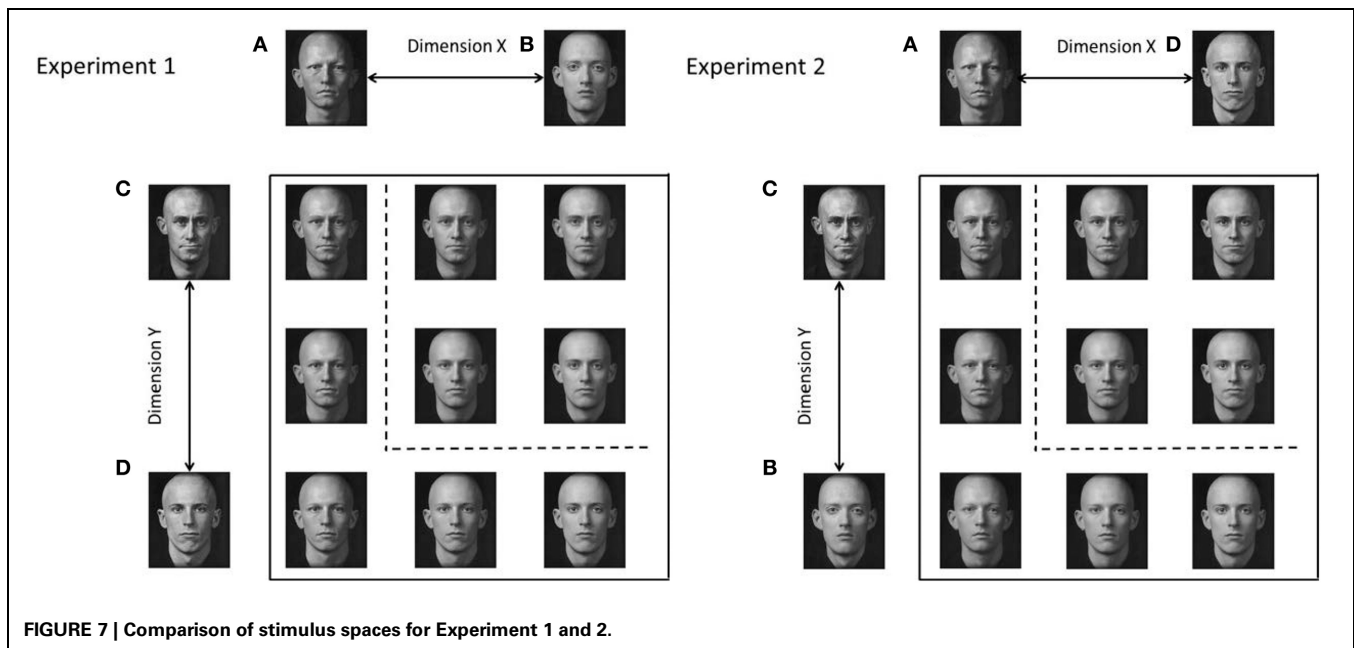 Experiment 1
A
Dimension X
B
C
Dimension Y
D
Experiment 2
A
Dimension X
D
C
Dimension Y
B
FIGURE 7 | Comparison of stimulus spaces for Experiment 1 and 2.